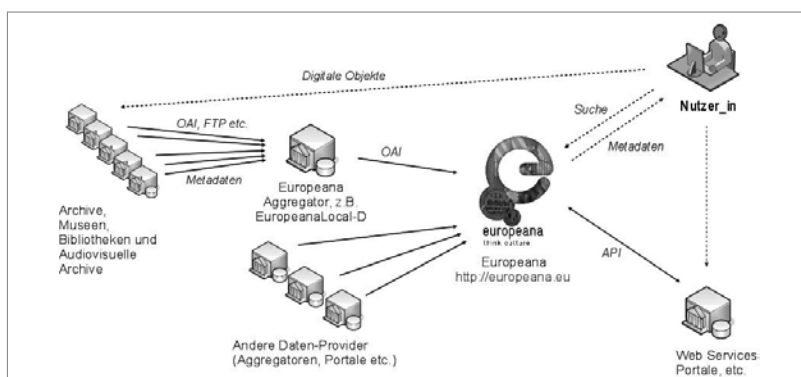 Digitale Objekte
Nutzer_in
OAI, FTP etc.
Suche
Metadaten
OAI
Metadaten
Europeana
Aggregator, z.B.
EuropeanaLocal-D
Archive,
Museen,
Bibliotheken und
Audiovisuelle
Archive
europeana
think culture
Europeana
http://europeana.eu
API
Andere Daten-Provider
(Aggregatoren, Portale etc.)
Web Services
Portale, etc.